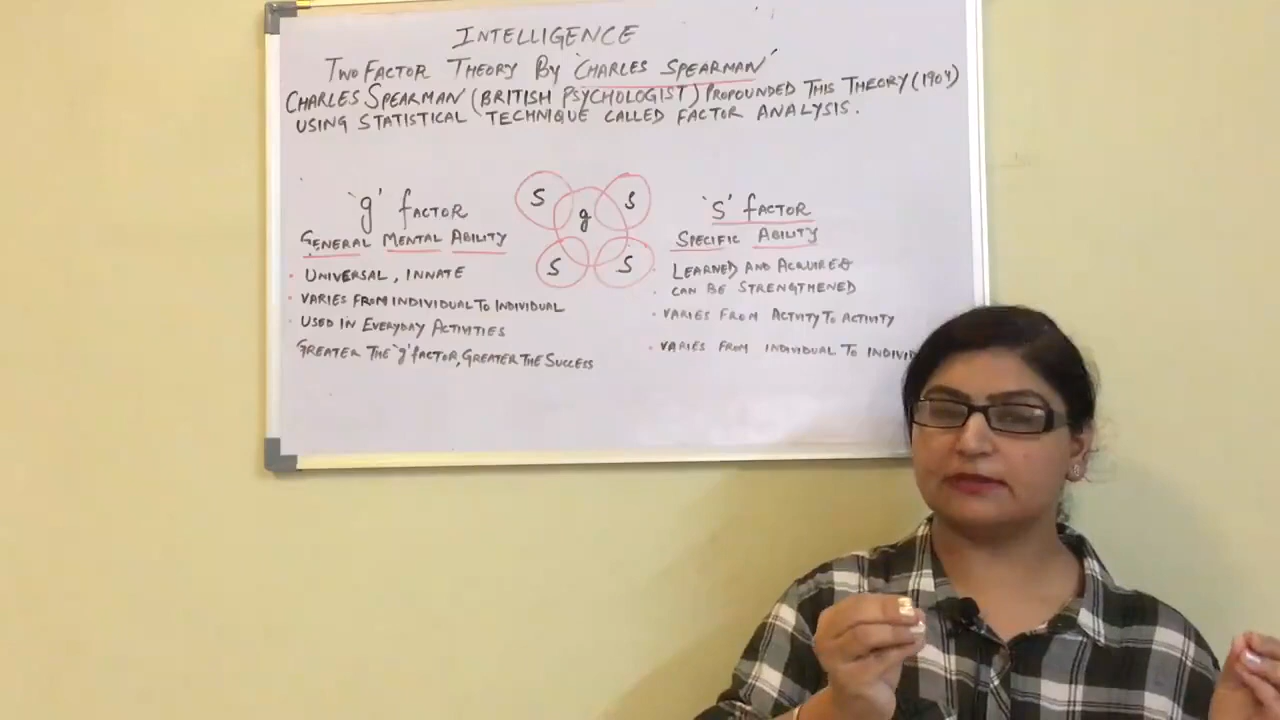 INTELLIGENCE
TWO FACTOR THEORY BY 'CHARLES SPEARMAN'
CHARLES SPEARMAN (BRITISH PSYCHOLOGIST) PROPOUNDED THIS THEORY (1904)
USING STATISTICAL TECHNIQUE CALLED FACTOR ANALYSIS.
'g' FACTOR
GENERAL MENTAL ABILITY
• UNIVERSAL, INNATE
• VARIES FROM INDIVIDUAL TO INDIVIDUAL
• USED IN EVERYDAY ACTIVITIES
GREATER THE 'g' FACTOR, GREATER THE SUCCESS
S S
g
S S
'S' FACTOR
SPECIFIC ABILITY
• LEARNED AND ACQUIRED
• CAN BE STRENGTHENED
• VARIES FROM ACTVITY TO ACTIVITY
• VARIES FROM INDIVIDUAL TO